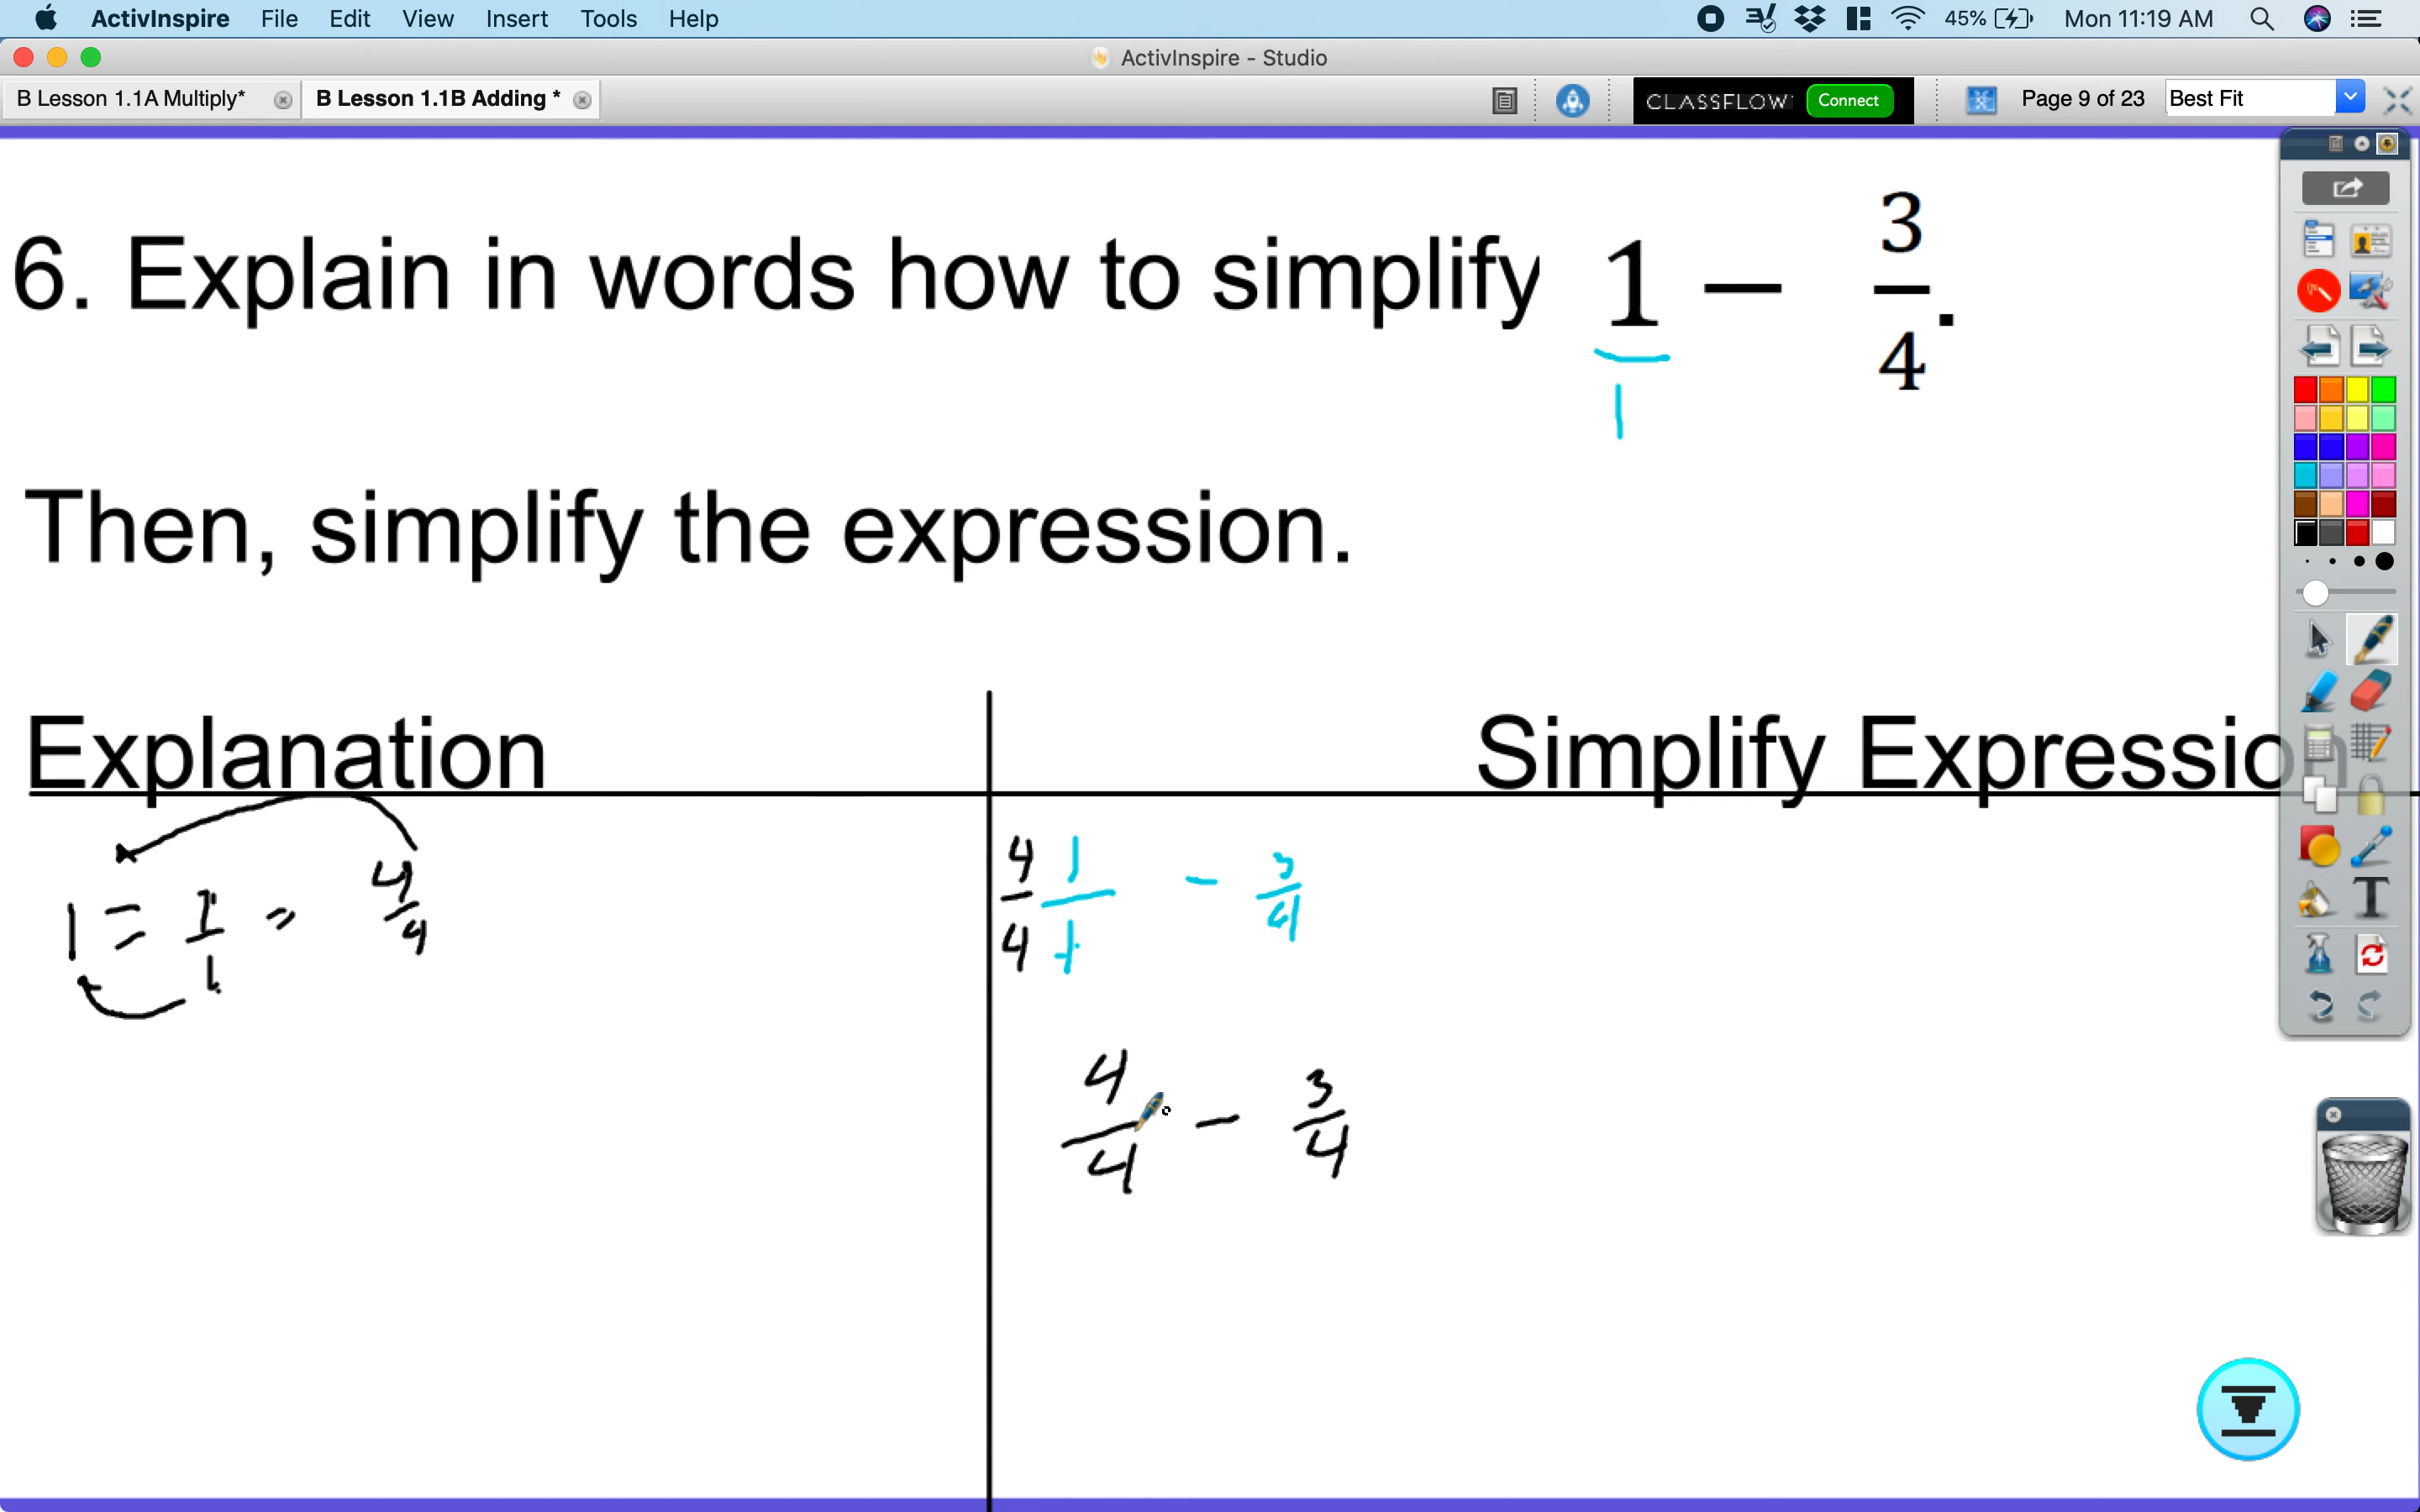 ActivInspire File Edit View Insert Tools Help 45% Mon 11:19 AM
ActivInspire - Studio
B Lesson 1.1A Multiply* B Lesson 1.1B Adding * CLASSFLOW Connect Page 9 of 23 Best Fit
6. Explain in words how to simplify 1 − 3/4.
1
Then, simplify the expression.
Explanation Simplify Expression
1 = 1/1 = 4/4
4/4 1/1 - 3/4
4/4 - 3/4